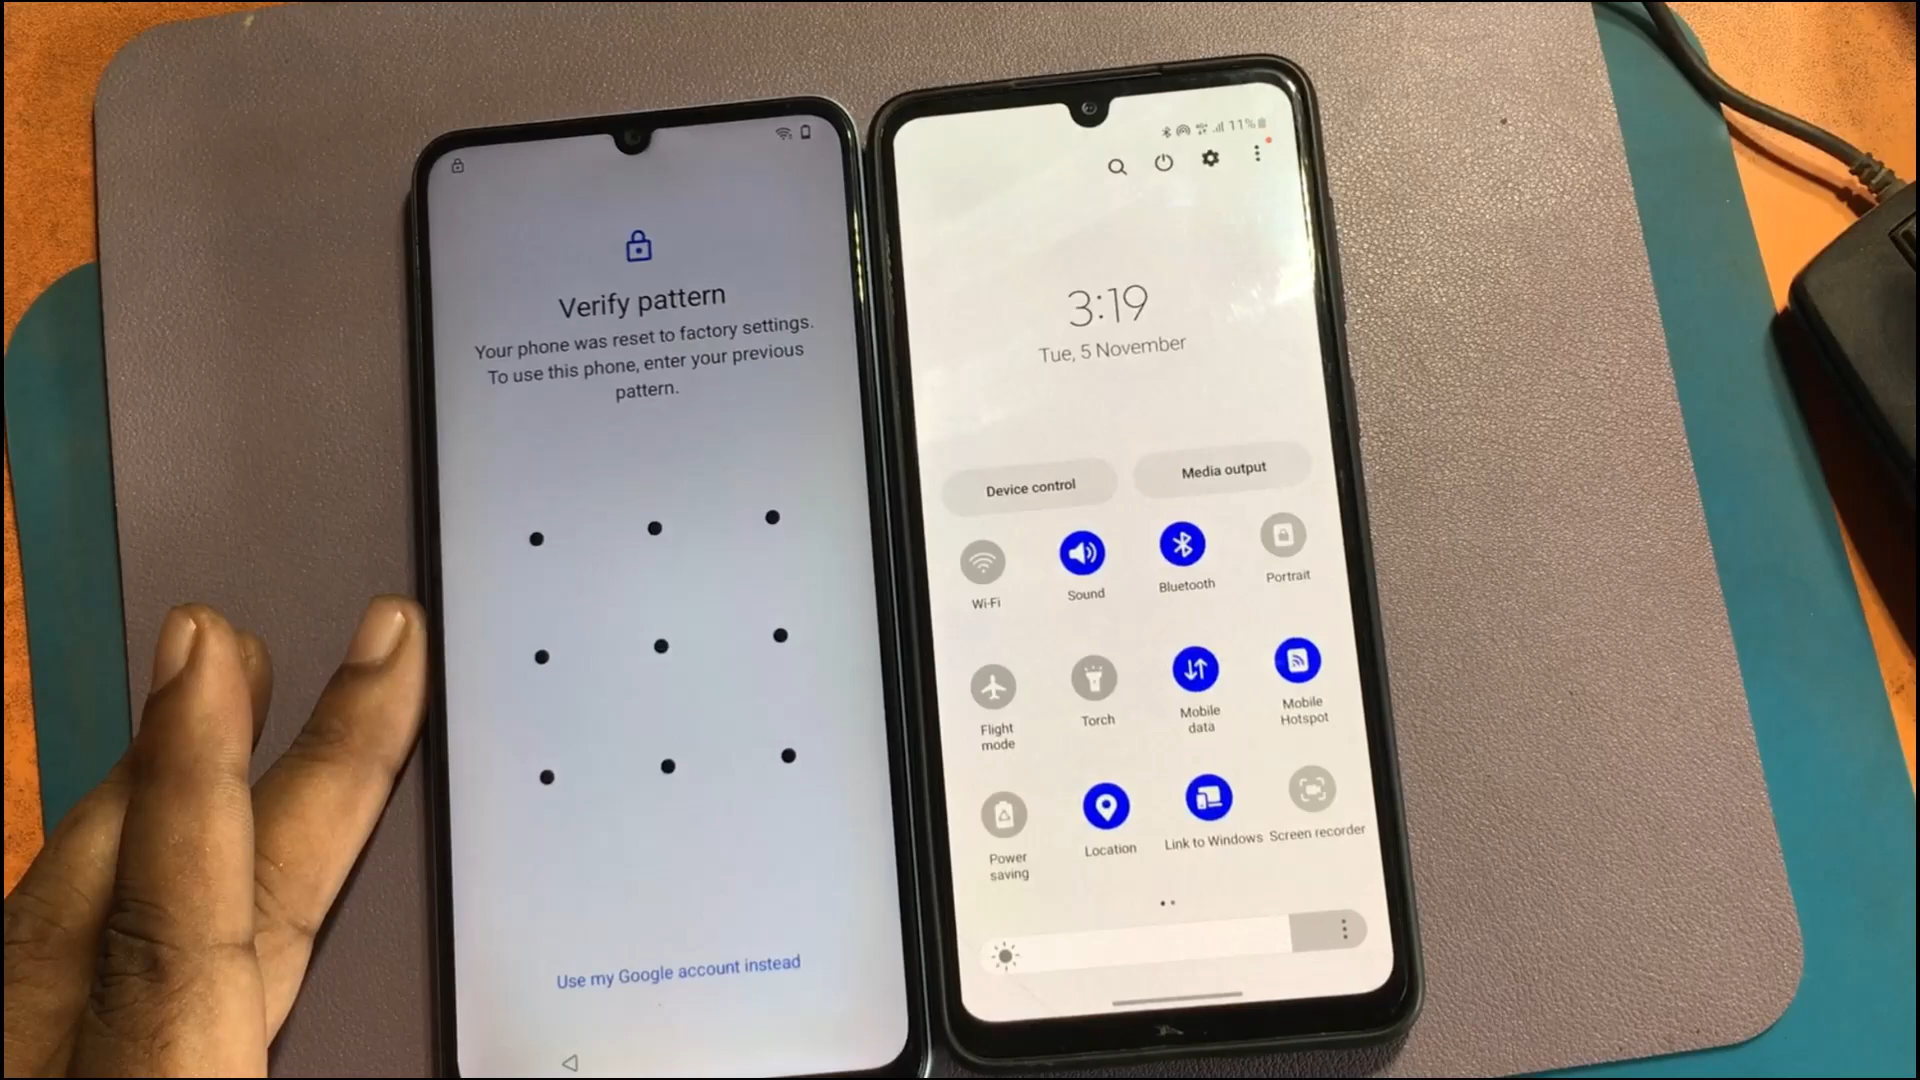 Verify pattern
Your phone was reset to factory settings.
To use this phone, enter your previous
pattern.
Use my Google account instead
11%
3:19
Tue, 5 November
Device control
Media output
Wi-Fi
Sound
Bluetooth
Portrait
Flight
mode
Torch
Mobile
data
Mobile
Hotspot
Power
saving
Location
Link to Windows
Screen recorder